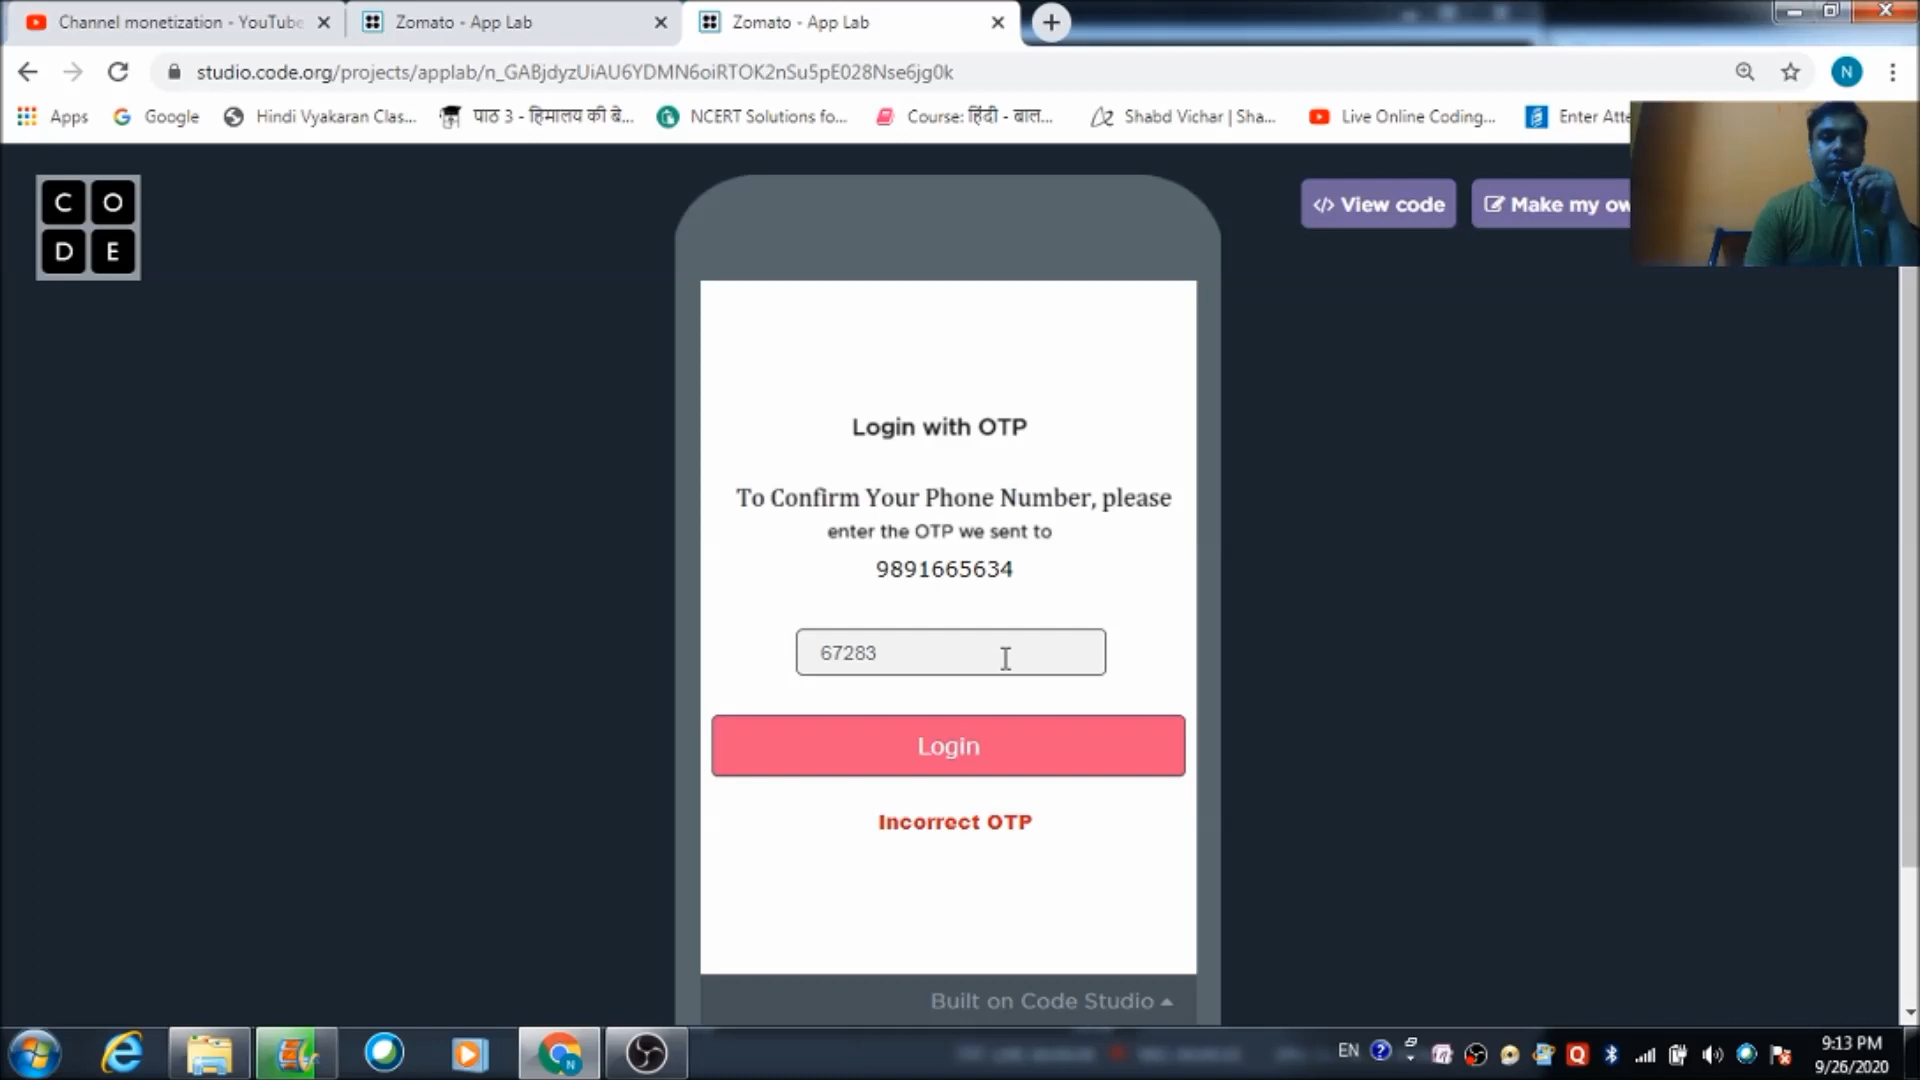 Channel monetization - YouTube
Zomato - App Lab
Zomato - App Lab
studio.code.org/projects/applab/n_GABjdyzUiAU6YDMN6oiRTOK2nSu5pE028Nse6jg0k
N
Apps
Google
Hindi Vyakaran Clas...
पाठ 3 - हिमालय की बे...
NCERT Solutions fo...
Course: हिंदी - बाल...
Shabd Vichar | Sha...
Live Online Coding...
Enter Atte
C O
D E
</> View code
Make my ow
Login with OTP
To Confirm Your Phone Number, please
enter the OTP we sent to
9891665634
67283
Login
Incorrect OTP
Built on Code Studio
N
EN
9:13 PM
9/26/2020